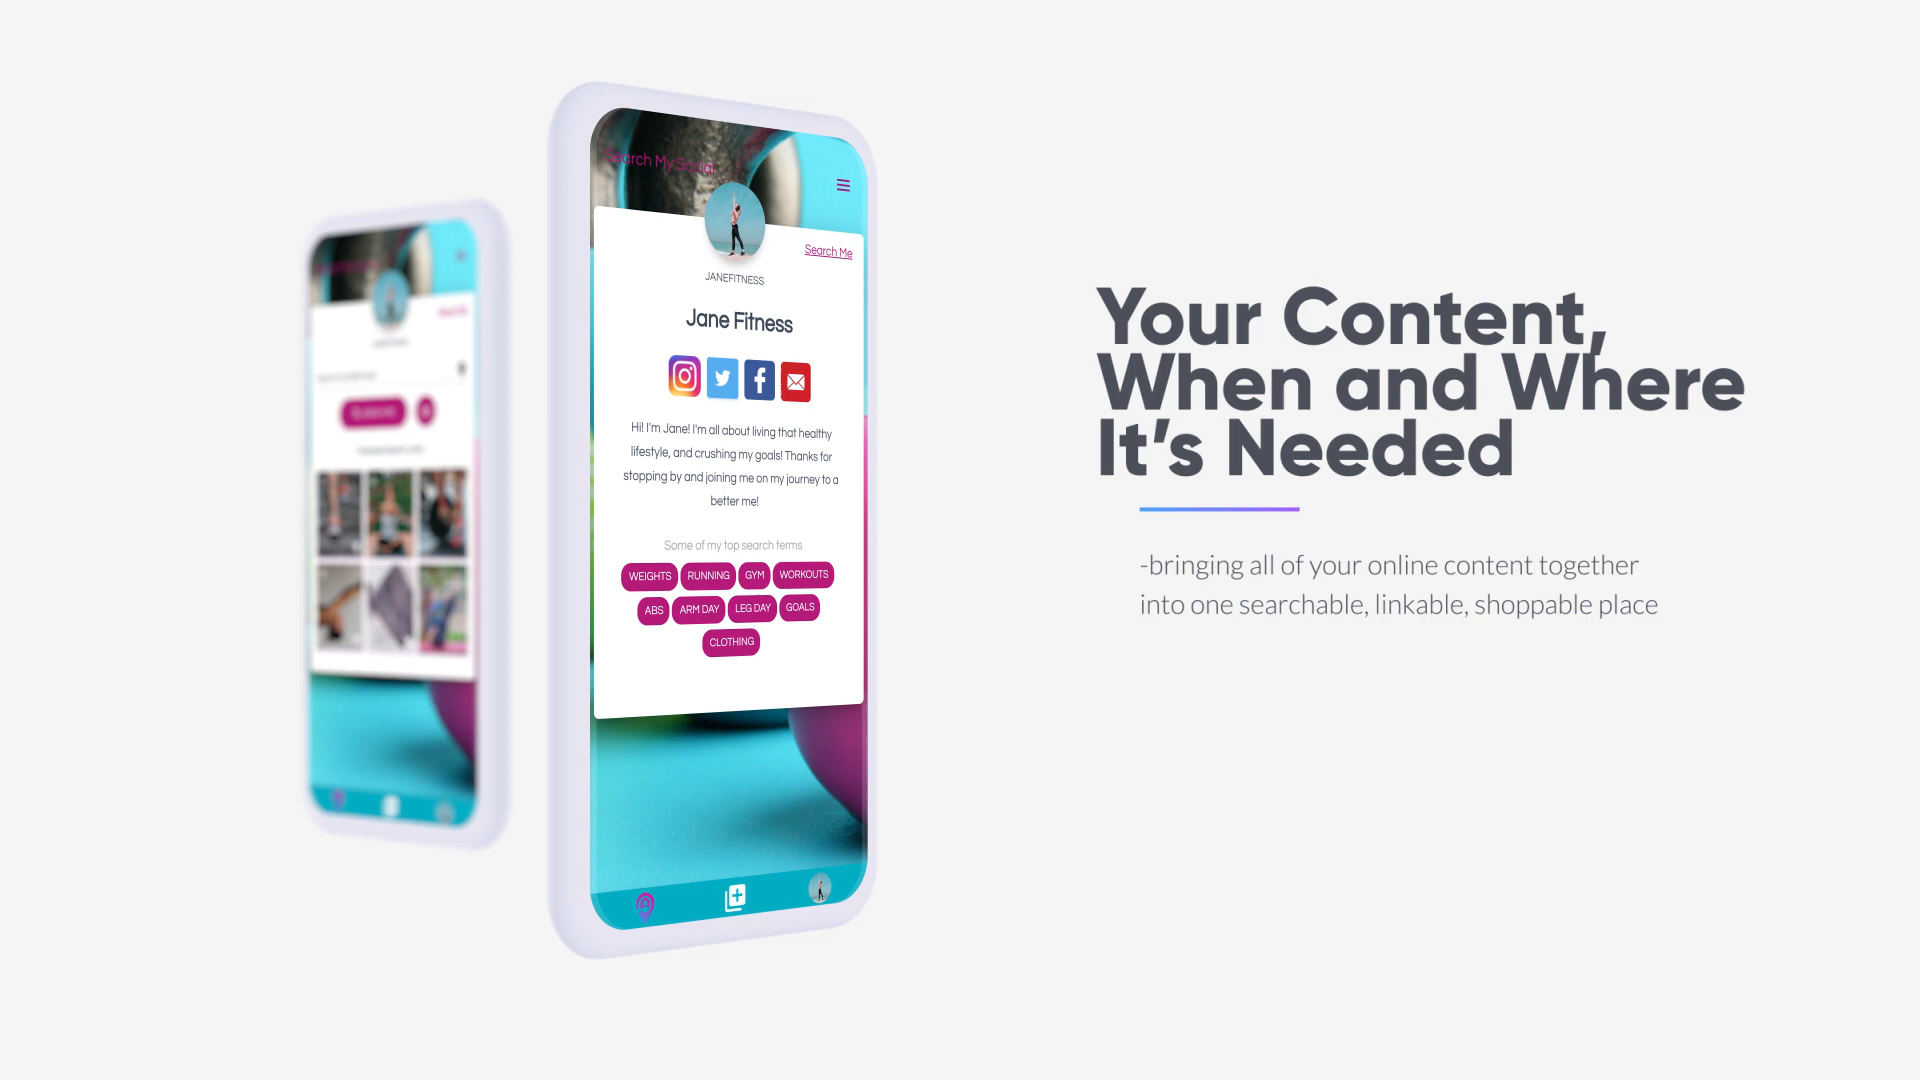 Search My Social
Search Me
JANEFITNESS
Jane Fitness
Hi! I'm Jane! I'm all about living that healthy
lifestyle, and crushing my goals! Thanks for
stopping by and joining me on my journey to a
better me!
Some of my top search terms
WEIGHTS RUNNING GYM WORKOUTS
ABS ARM DAY LEG DAY GOALS
CLOTHING
Your Content,
When and Where
It's Needed
-bringing all of your online content together
into one searchable, linkable, shoppable place